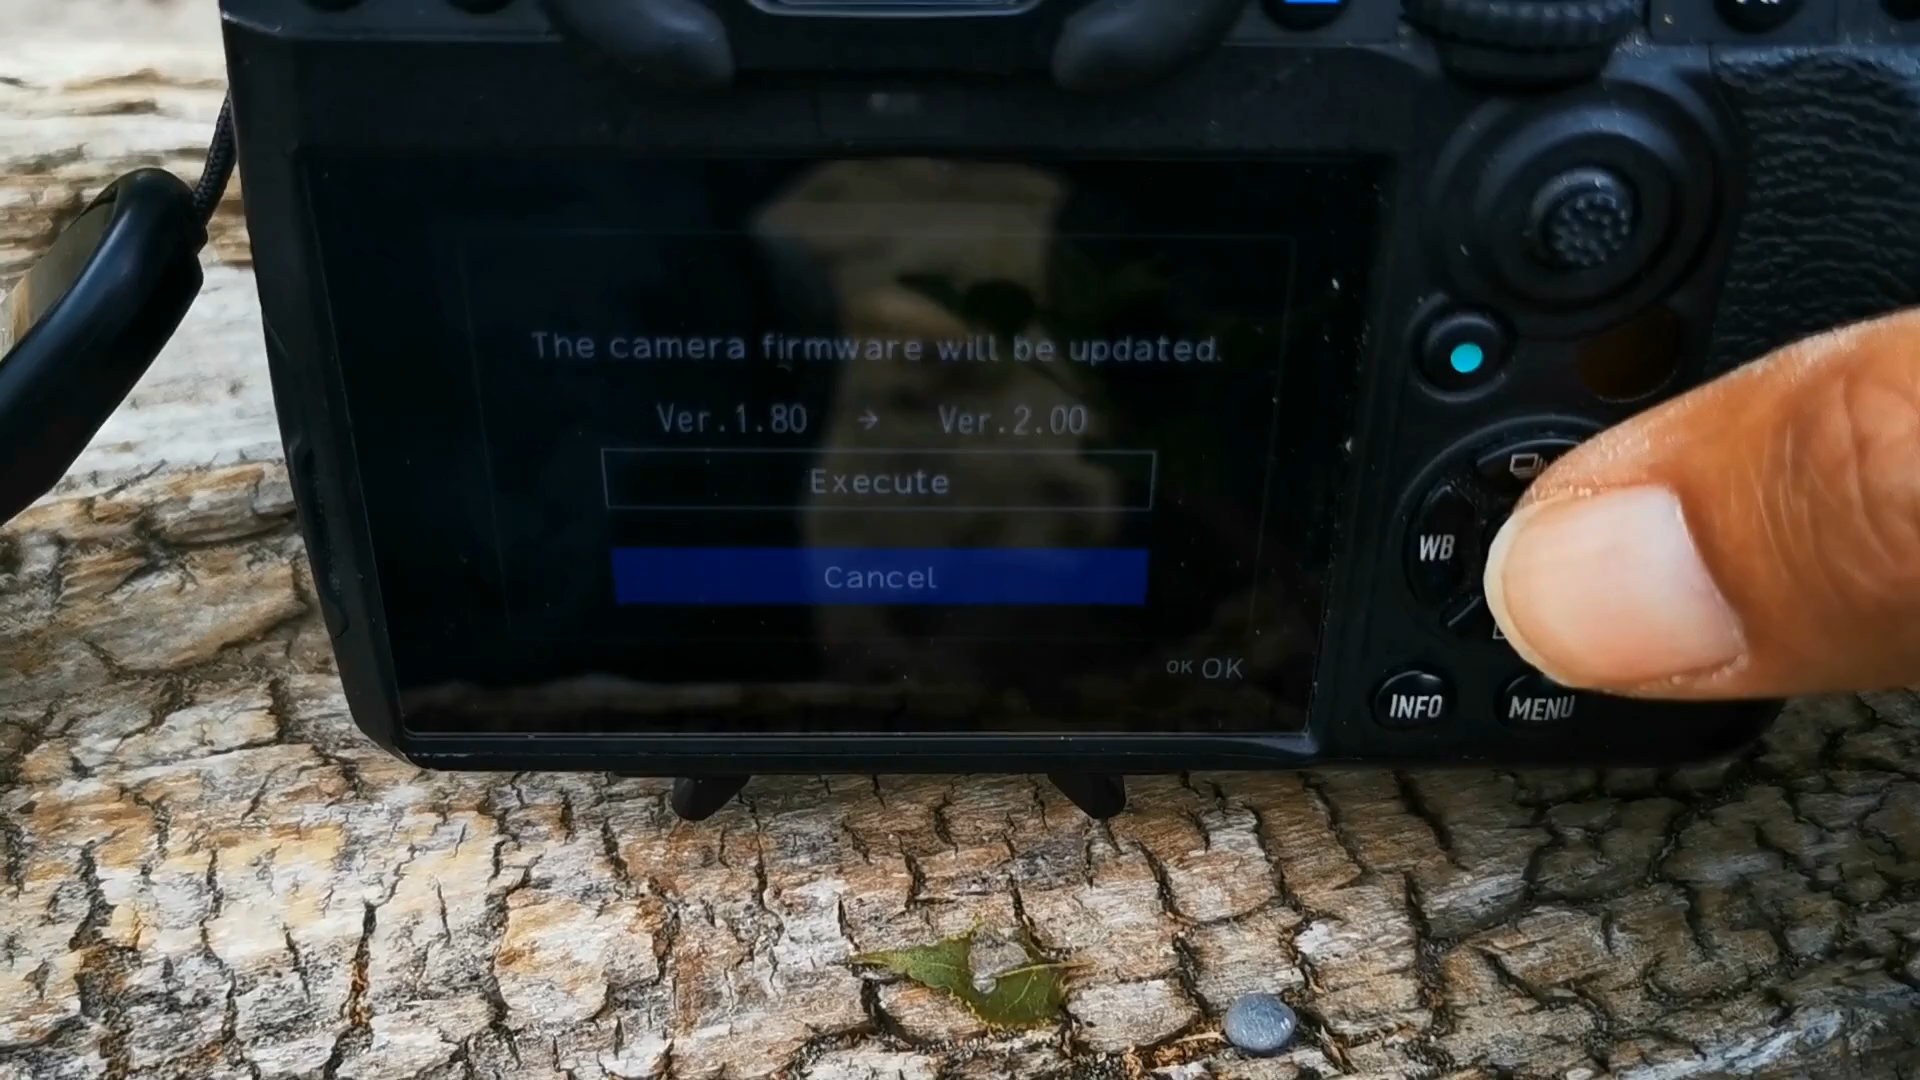 The camera firmware will be updated.
Ver.1.80 → Ver.2.00
Execute
Cancel
OK OK
WB
INFO
MENU